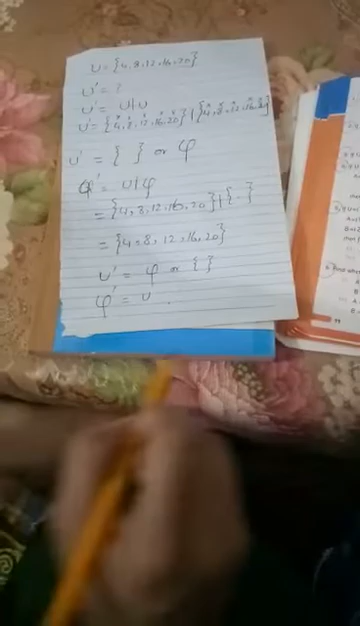 U = {4, 8, 12, 16, 20}
U' = ?
U' = U \ U
U' = {4, 8, 12, 16, 20} | {4, 8, 12, 16, 20}
U' = { } or φ
φ' = U | φ
= {4, 8, 12, 16, 20} | { }
= {4, 8, 12, 16, 20}
U' = φ or { }
φ' = U